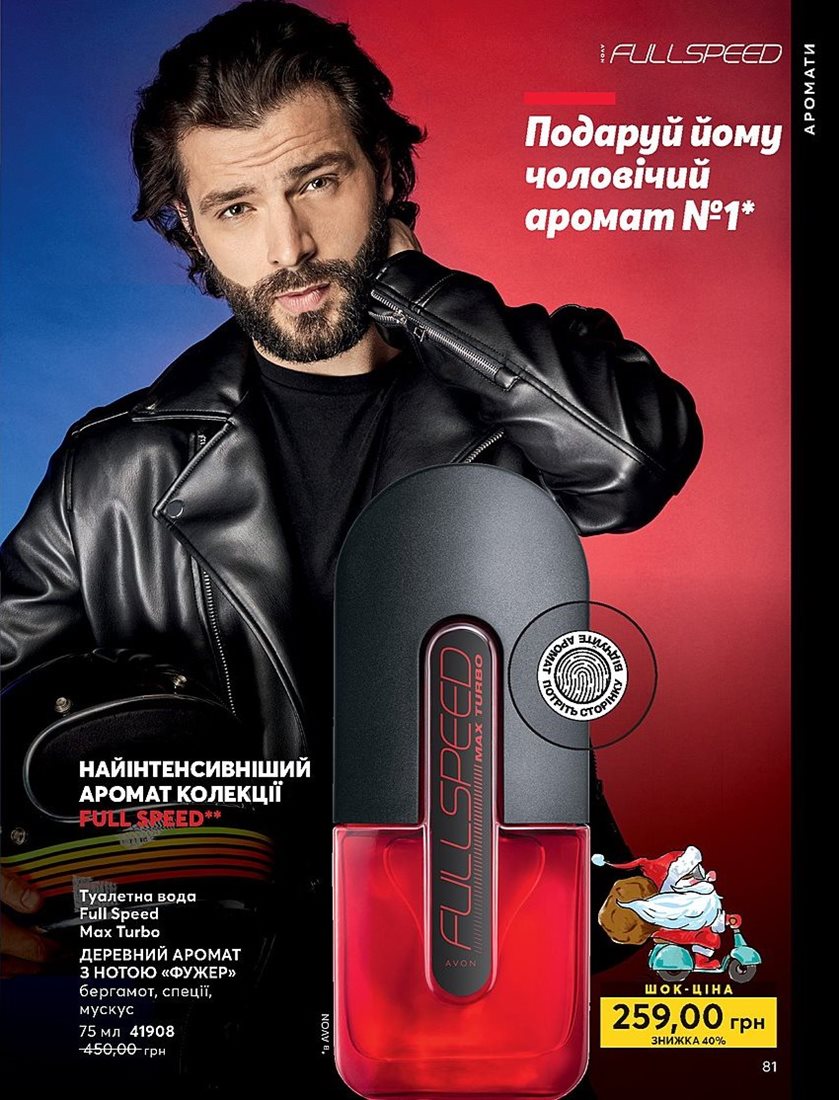 AVON FULLSPEED
АРОМАТИ
Подаруй йому
чоловічий
аромат №1*
FULLSPEED MAX TURBO
AVON
ВІДЧУЙТЕ АРОМАТ
ПОТРІТЬ СТОРІНКУ
НАЙІНТЕНСИВНІШИЙ
АРОМАТ КОЛЕКЦІЇ
FULL SPEED**
Туалетна вода
Full Speed
Max Turbo
ДЕРЕВНИЙ АРОМАТ
З НОТОЮ «ФУЖЕР»
бергамот, спеції,
мускус
75 мл 41908
450,00 грн
*в AVON
ШОК-ЦІНА
259,00 грн
ЗНИЖКА 40%
81